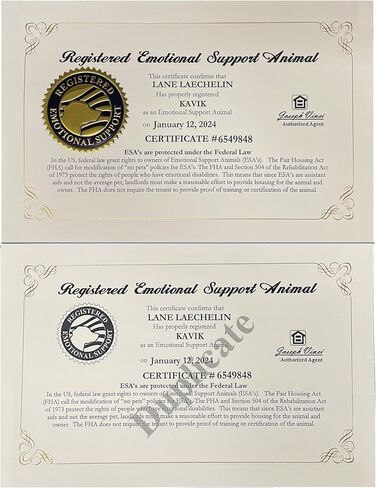 Registered Emotional Support Animal
This certificate confirms that
LANE LAECHELIN
Has properly registered
KAVIK
as an Emotional Support Animal
on January 12, 2024
CERTIFICATE #6549848
REGISTERED
EMOTIONAL SUPPORT
Joseph Vinci
Authorized Agent
ESA's are protected under the Federal Law
In the US, federal law grant rights to owners of Emotional Support Animals (ESA's). The Fair Housing Act
(FHA) call for modification of "no pets" policies for ESA's. The FHA and Section 504 of the Rehabilitation Act
of 1973 protect the rights of people who have emotional disabilities. This means that since ESA's are assistant
aids and not the average pet, landlords must make a reasonable effort to provide housing for the animal and
owner. The FHA does not require the tenant to provide proof of training or certification of the animal.
Registered Emotional Support Animal
This certificate confirms that
LANE LAECHELIN
Has properly registered
KAVIK
as an Emotional Support Animal
on January 12, 2024
CERTIFICATE #6549848
REGISTERED
EMOTIONAL SUPPORT
Joseph Vinci
Authorized Agent
ESA's are protected under the Federal Law
In the US, federal law grant rights to owners of Emotional Support Animals (ESA's). The Fair Housing Act
(FHA) call for modification of "no pets" policies for ESA's. The FHA and Section 504 of the Rehabilitation Act
of 1973 protect the rights of people who have emotional disabilities. This means that since ESA's are assistant
aids and not the average pet, landlords must make a reasonable effort to provide housing for the animal and
owner. The FHA does not require the tenant to provide proof of training or certification of the animal.
Duplicate